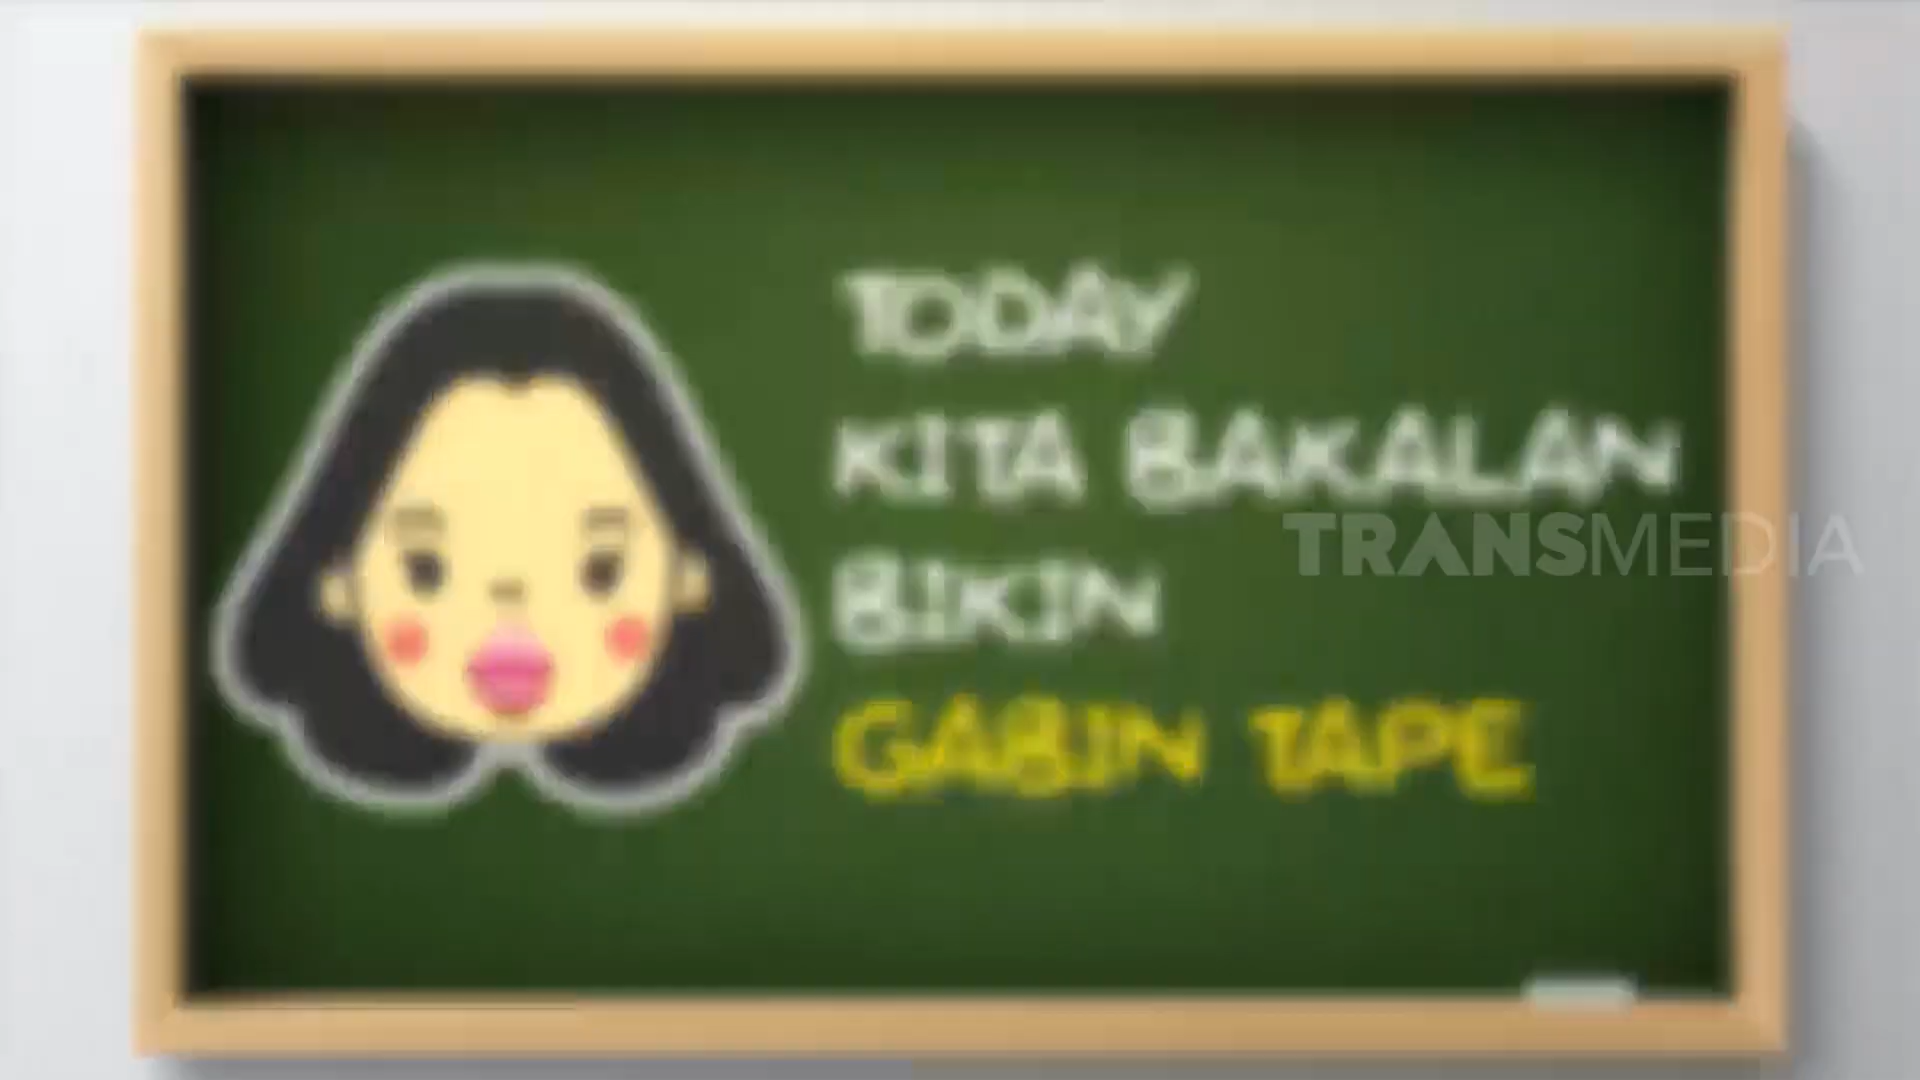 TODAY
KITA BAKALAN
BIKIN
GABIN TAPE
TRANSMEDIA